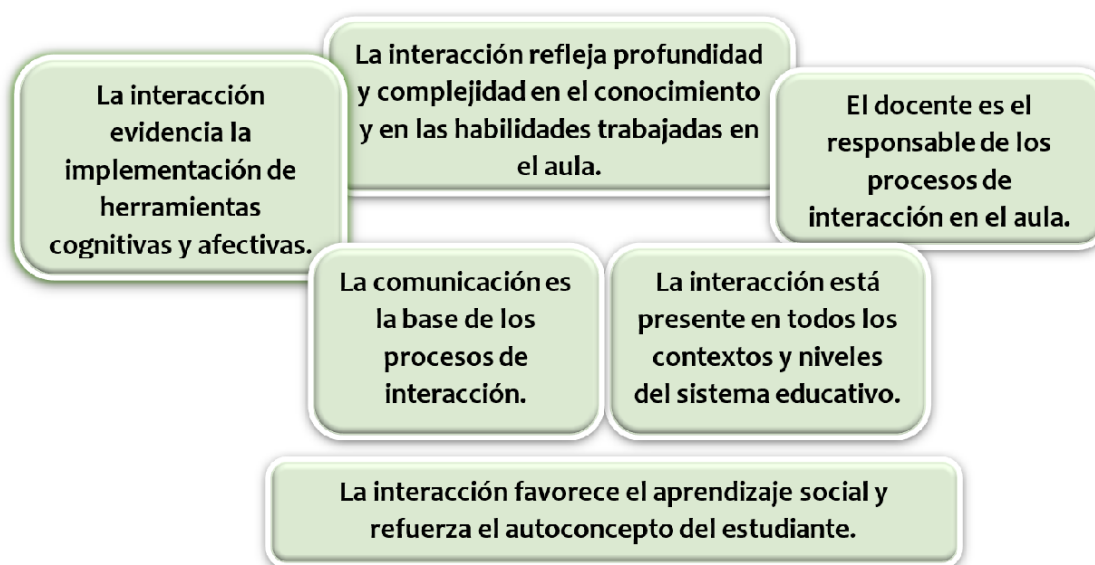 La interacción
evidencia la
implementación de
herramientas
cognitivas y afectivas.
La interacción refleja profundidad
y complejidad en el conocimiento
y en las habilidades trabajadas en
el aula.
El docente es el
responsable de los
procesos de
interacción en el aula.
La comunicación es
la base de los
procesos de
interacción.
La interacción está
presente en todos los
contextos y niveles
del sistema educativo.
La interacción favorece el aprendizaje social y
refuerza el autoconcepto del estudiante.